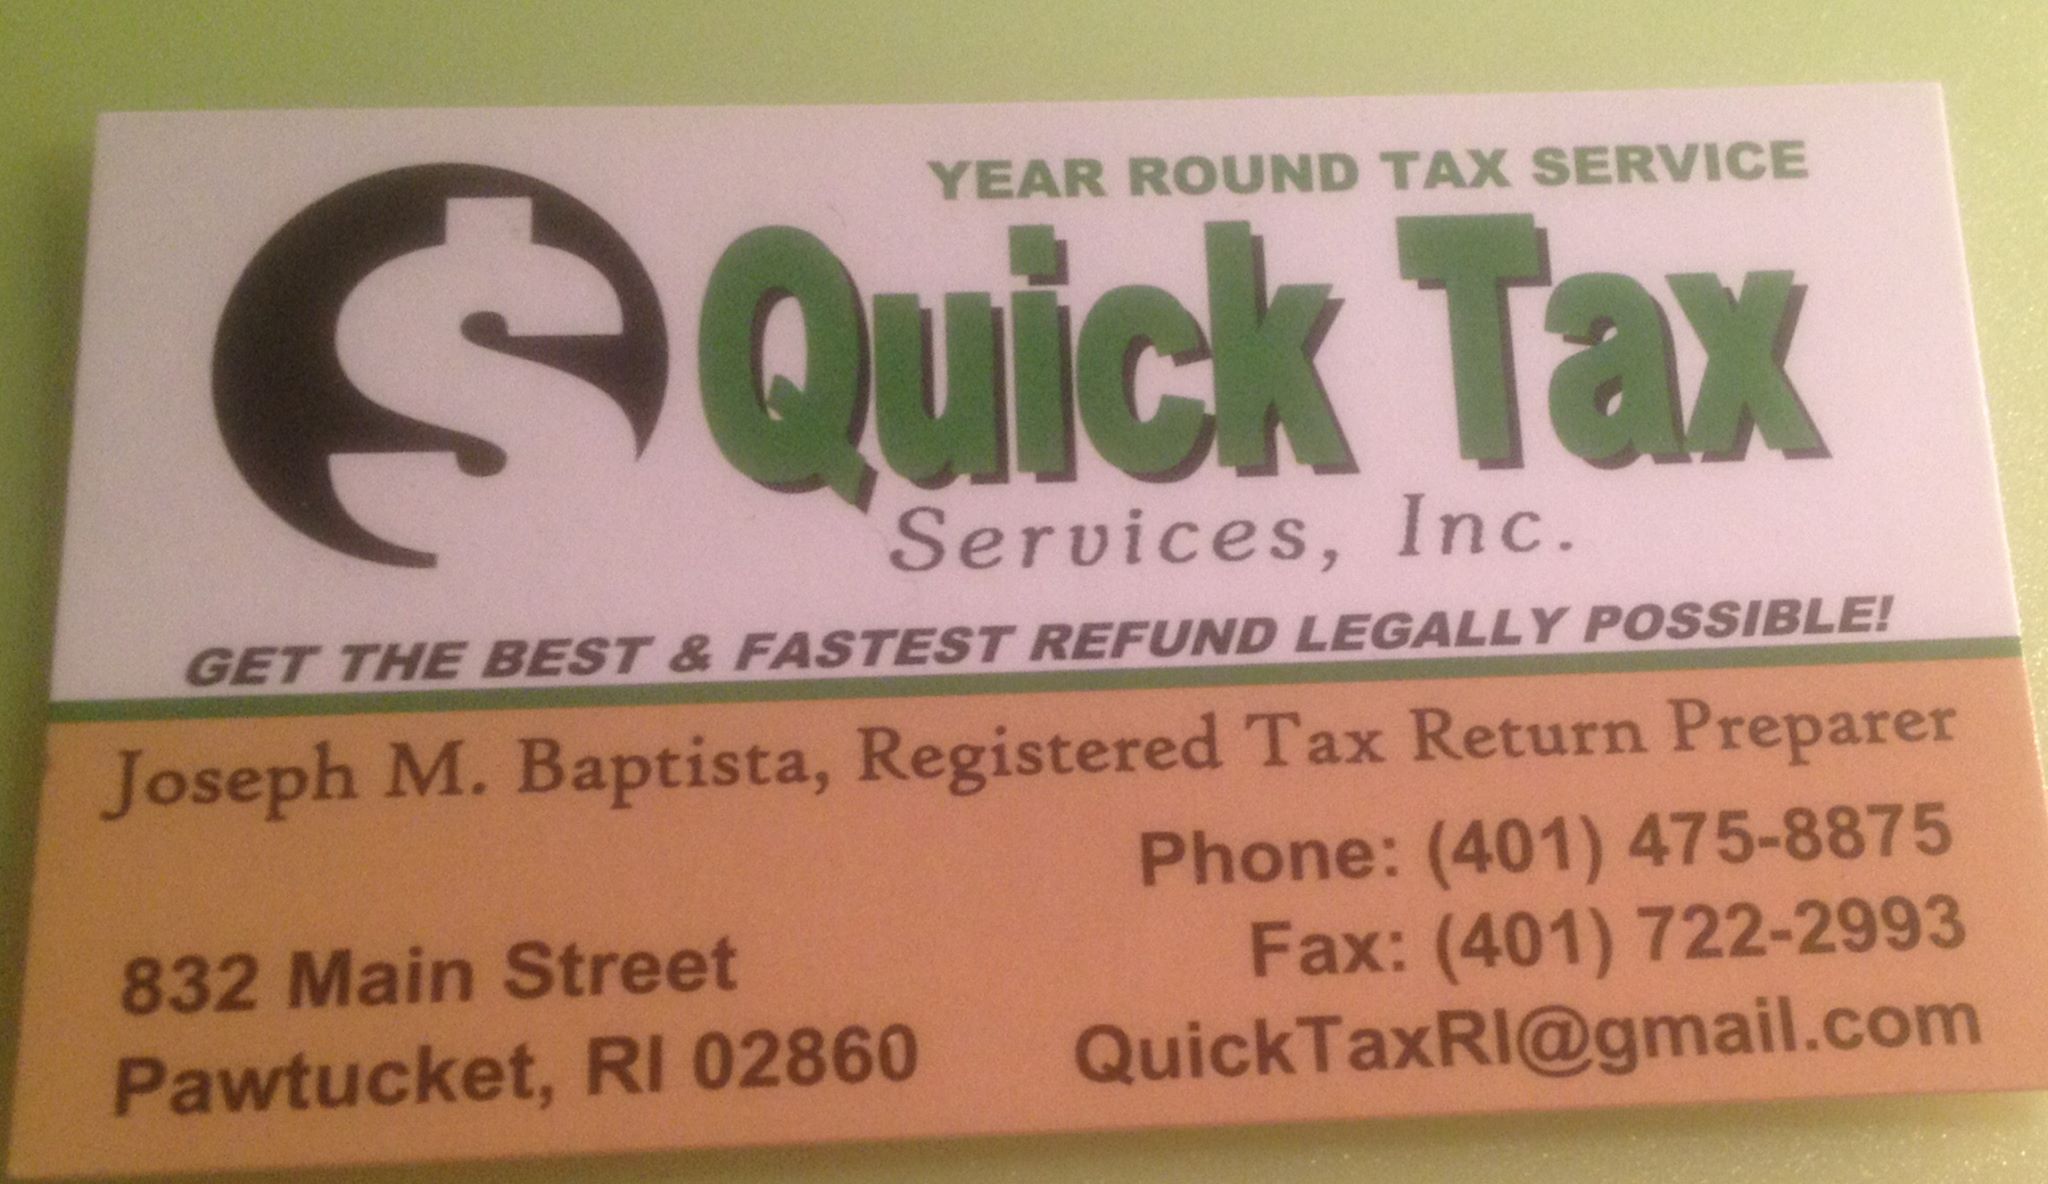 YEAR ROUND TAX SERVICE
Quick Tax
Services, Inc.
GET THE BEST & FASTEST REFUND LEGALLY POSSIBLE!
Joseph M. Baptista, Registered Tax Return Preparer
Phone: (401) 475-8875
Fax: (401) 722-2993
QuickTaxRI@gmail.com
832 Main Street
Pawtucket, RI 02860